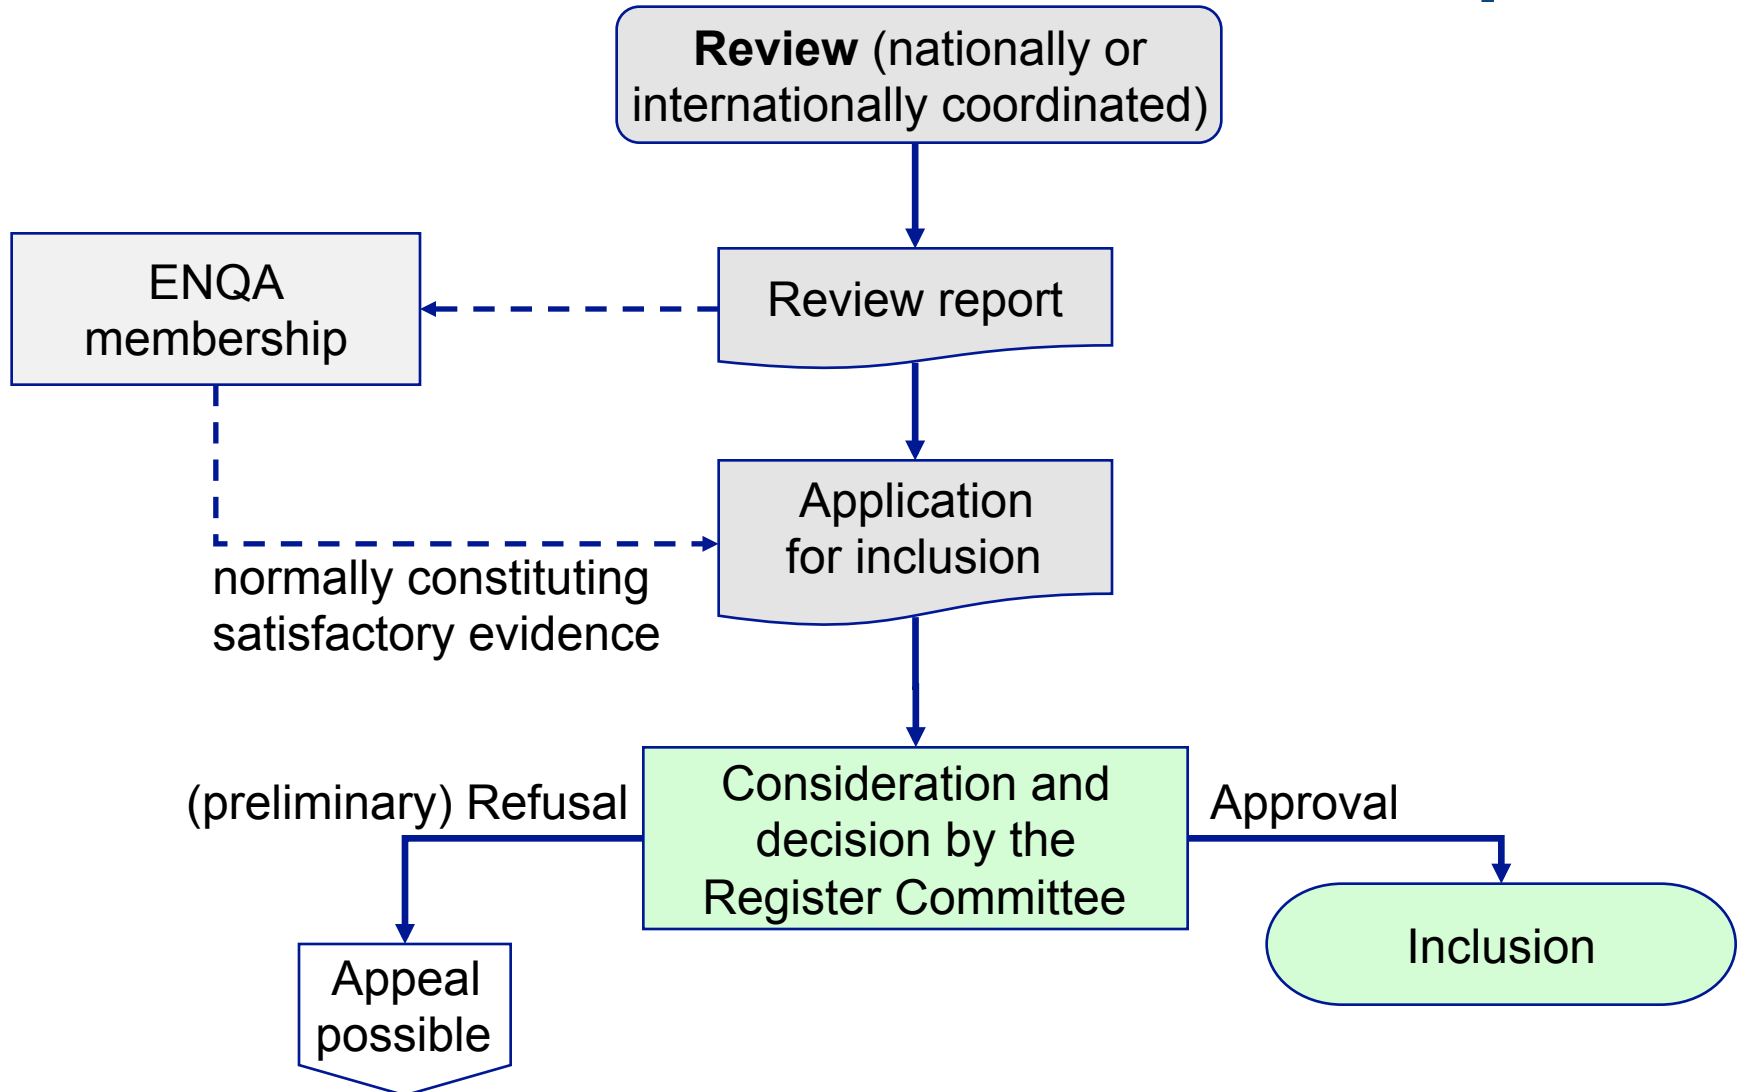 Review (nationally or
internationally coordinated)
ENQA
membership
Review report
Application
for inclusion
normally constituting
satisfactory evidence
(preliminary) Refusal
Consideration and
decision by the
Register Committee
Approval
Appeal
possible
Inclusion